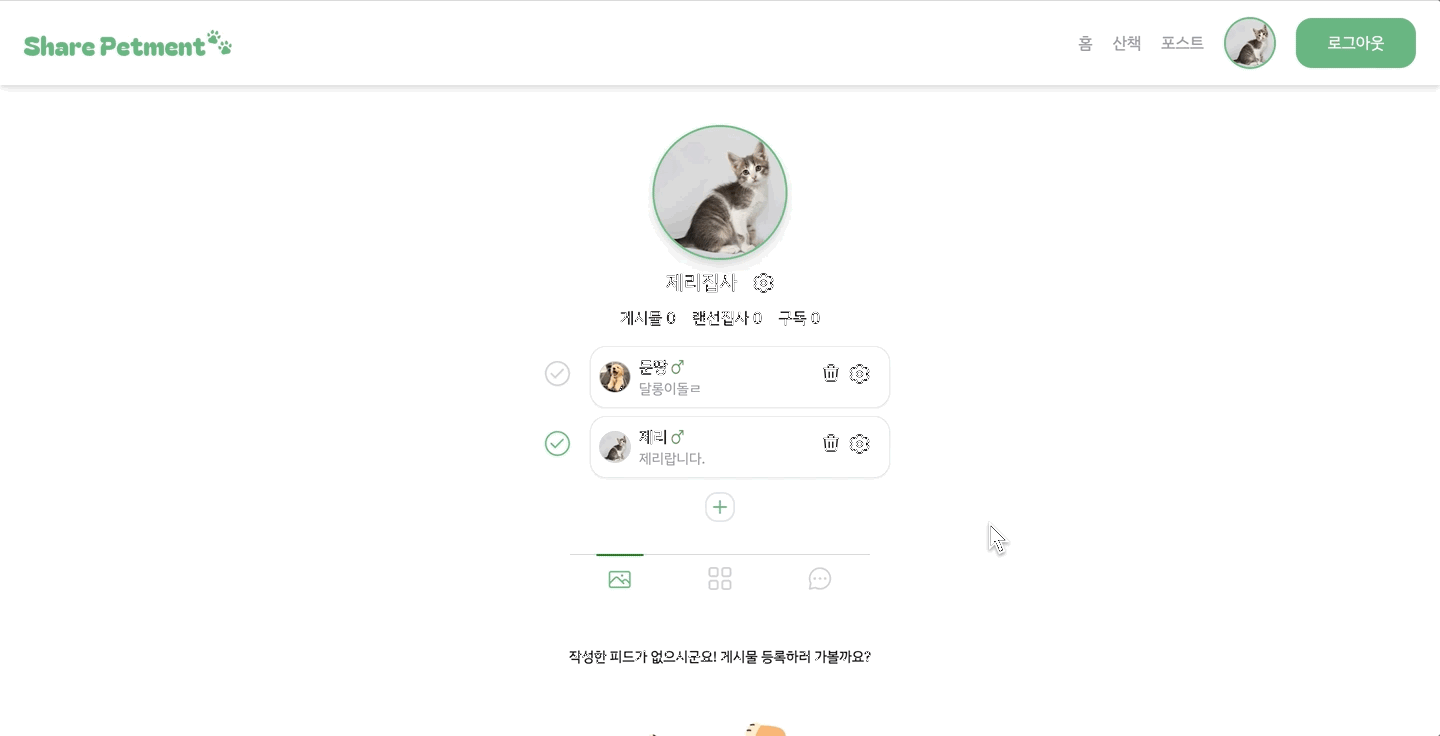 Share Petment
홈 산책 포스트 로그아웃
제리집사
게시물 0 랜선집사 0 구독 0
룬땅
달롱이돌ㄹ
제리
제리랍니다.
작성한 피드가 없으시군요! 게시물 등록하러 가볼까요?